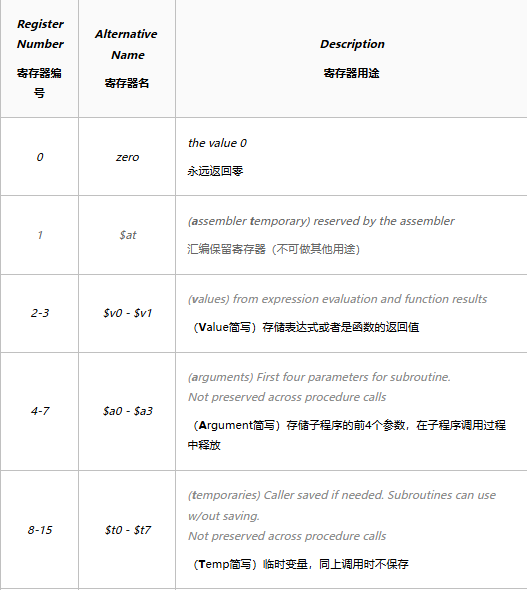 Register Number
寄存器编号
Alternative Name
寄存器名
Description
寄存器用途
0
zero
the value 0
永远返回零
1
$at
(assembler temporary) reserved by the assembler
汇编保留寄存器（不可做其他用途）
2-3
$v0 - $v1
(values) from expression evaluation and function results
（Value简写）存储表达式或者是函数的返回值
4-7
$a0 - $a3
(arguments) First four parameters for subroutine.
Not preserved across procedure calls
（Argument简写）存储子程序的前4个参数，在子程序调用过程
中释放
8-15
$t0 - $t7
(temporaries) Caller saved if needed. Subroutines can use
w/out saving.
Not preserved across procedure calls
（Temp简写）临时变量，同上调用时不保存